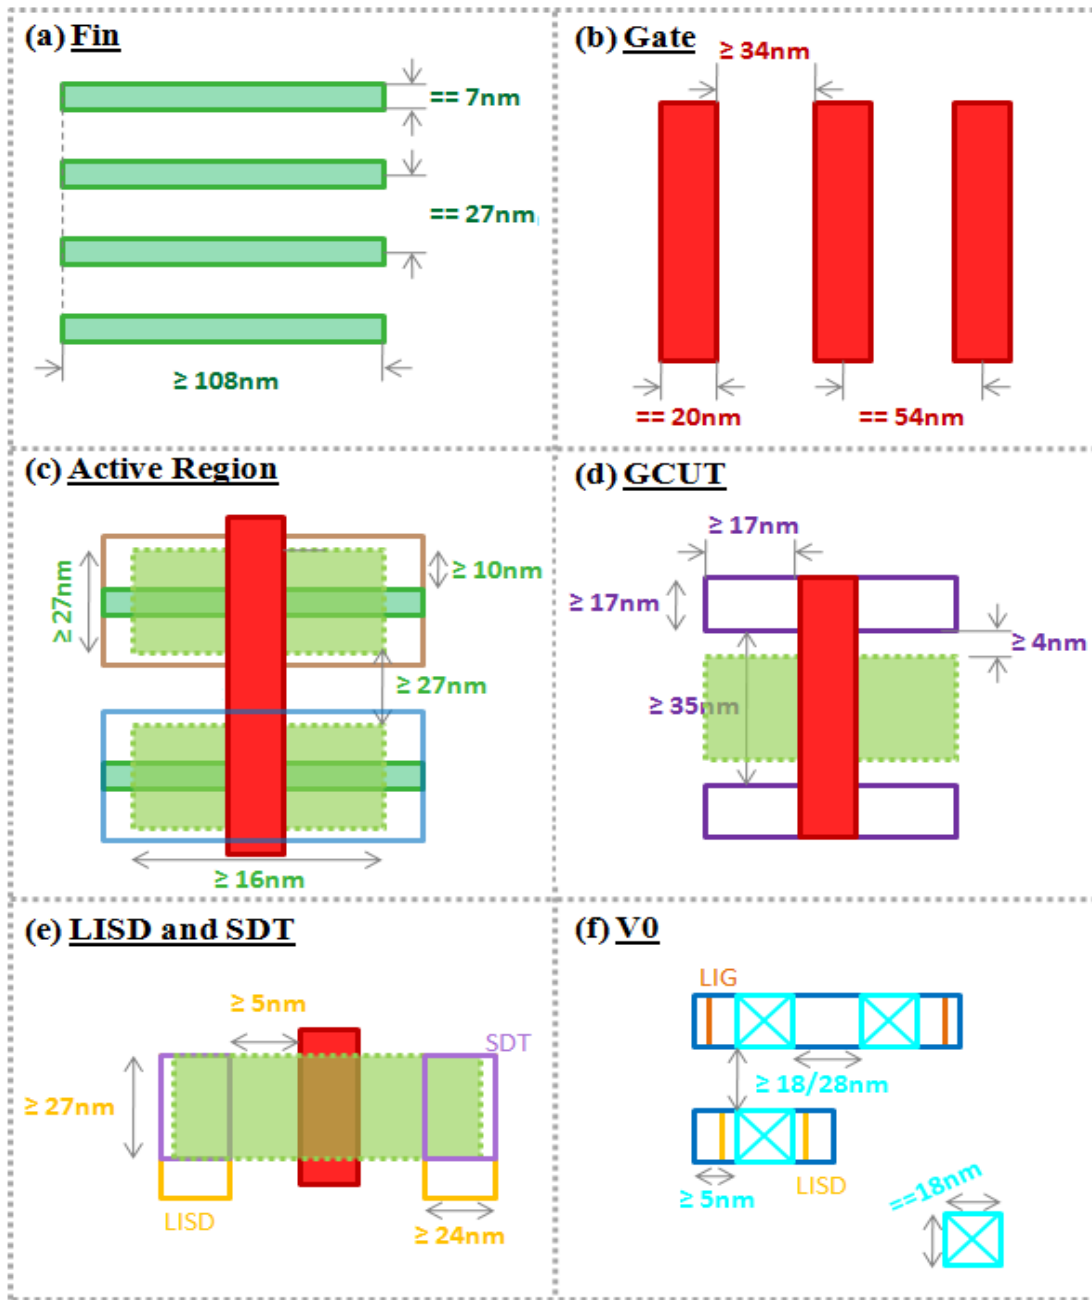 (a) Fin
== 7nm
== 27nm
≥ 108nm
(b) Gate
≥ 34nm
== 20nm
== 54nm
(c) Active Region
≥ 27nm
≥ 10nm
≥ 27nm
≥ 16nm
(d) GCUT
≥ 17nm
≥ 17nm
≥ 4nm
≥ 35nm
(e) LISD and SDT
≥ 5nm
SDT
≥ 27nm
LISD
≥ 24nm
(f) V0
LIG
≥ 18/28nm
≥ 5nm
LISD
==18nm